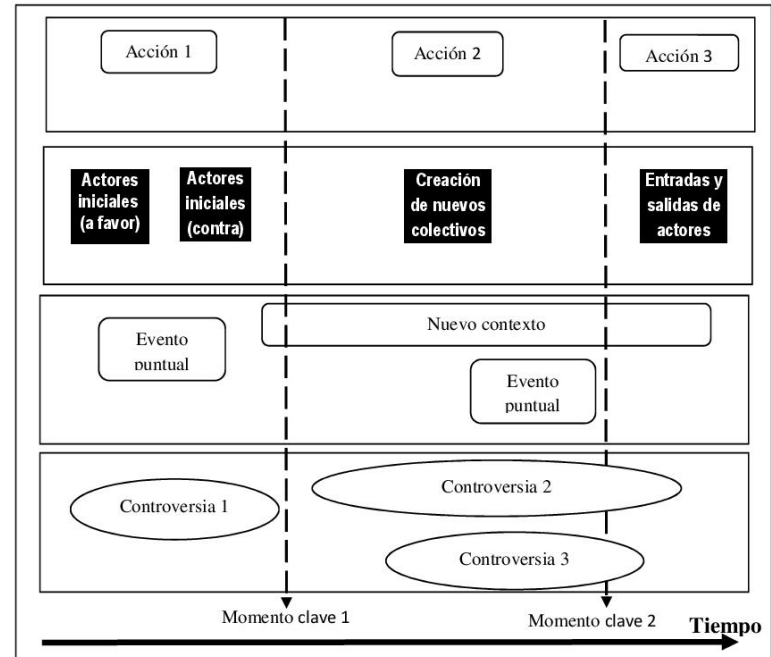 Acción 1
Acción 2
Acción 3
Actores
iniciales
(a favor)
Actores
iniciales
(contra)
Creación
de nuevos
colectivos
Entradas y
salidas de
actores
Nuevo contexto
Evento
puntual
Evento
puntual
Controversia 1
Controversia 2
Controversia 3
Momento clave 1
Momento clave 2
Tiempo